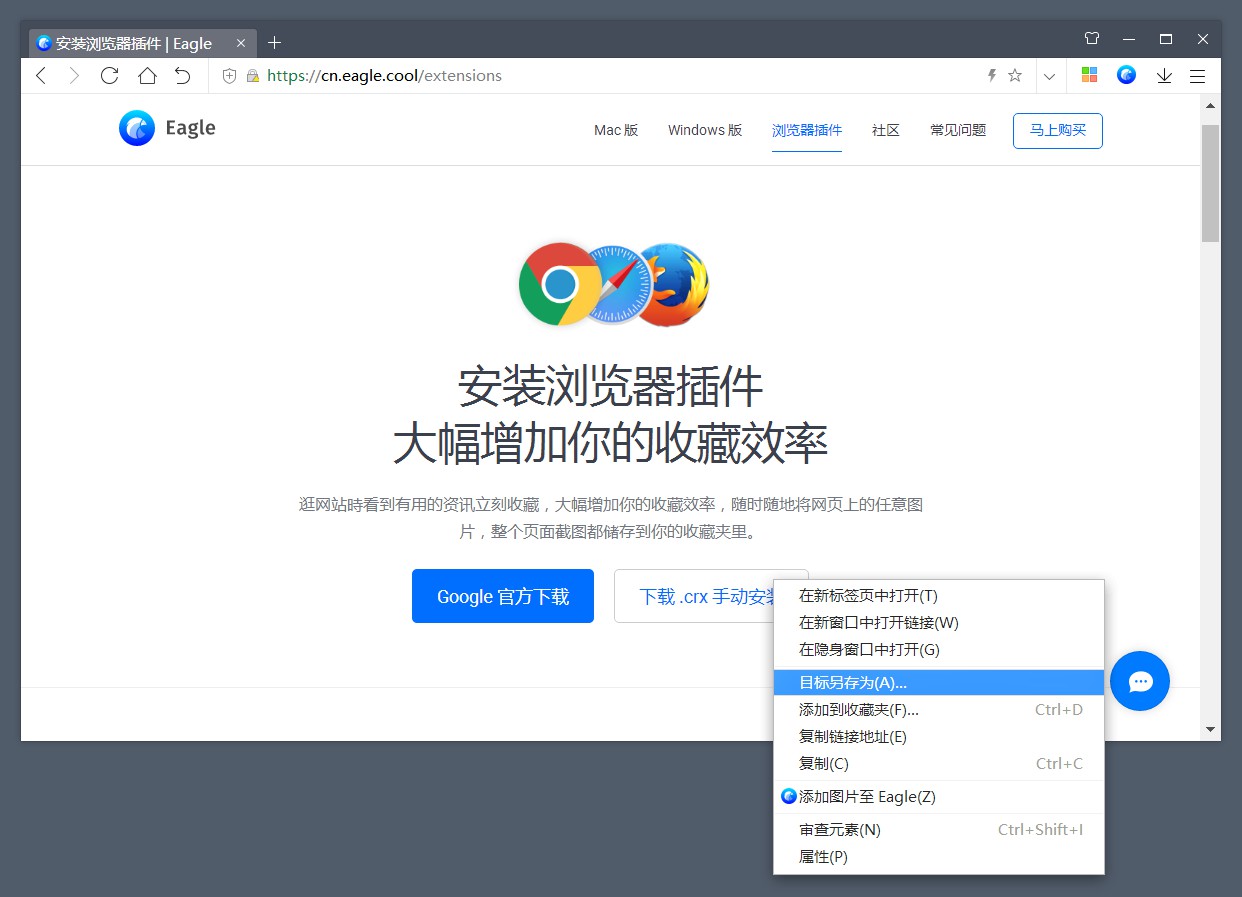 安装浏览器插件 | Eagle
https://cn.eagle.cool/extensions
Eagle
Mac 版
Windows 版
浏览器插件
社区
常见问题
马上购买
安装浏览器插件
大幅增加你的收藏效率
逛网站時看到有用的资讯立刻收藏，大幅增加你的收藏效率，随时随地将网页上的任意图
片，整个页面截图都储存到你的收藏夹里。
Google 官方下载
下载 .crx 手动安装
在新标签页中打开(T)
在新窗口中打开链接(W)
在隐身窗口中打开(G)
目标另存为(A)...
添加到收藏夹(F)... Ctrl+D
复制链接地址(E)
复制(C) Ctrl+C
添加图片至 Eagle(Z)
审查元素(N) Ctrl+Shift+I
属性(P)